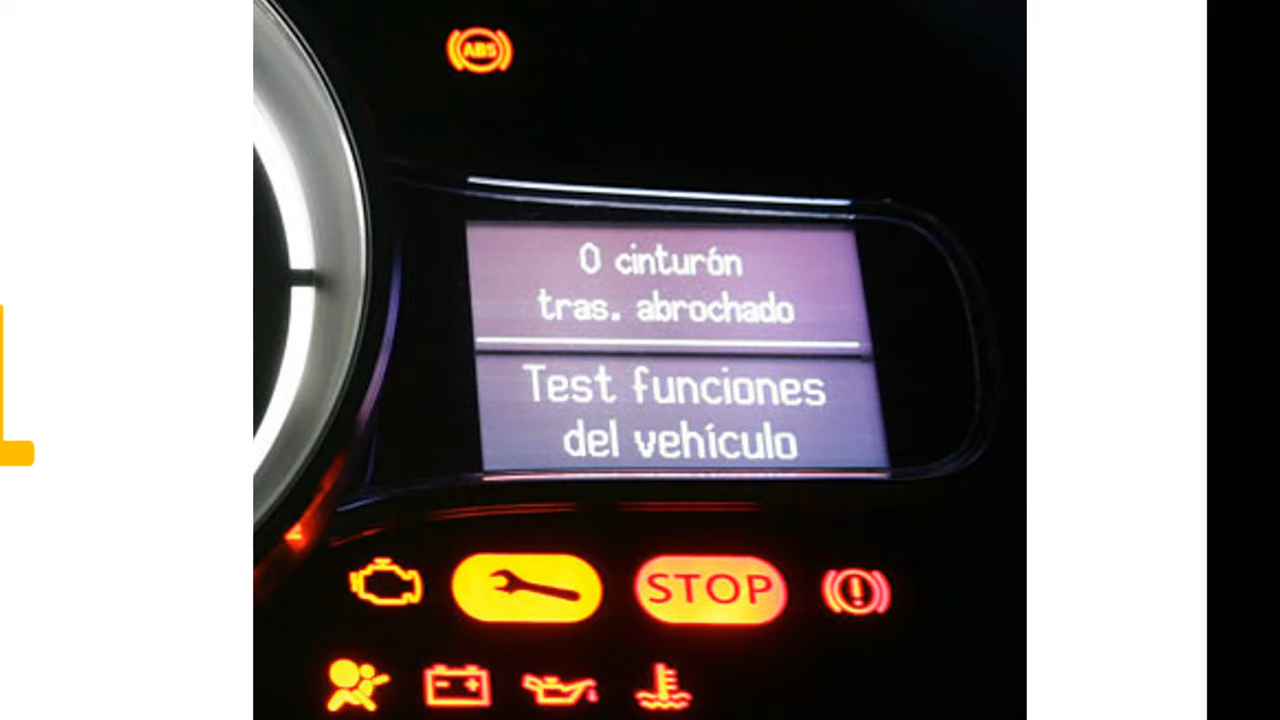 ABS
0 cinturón
tras. abrochado
Test funciones
del vehículo
STOP